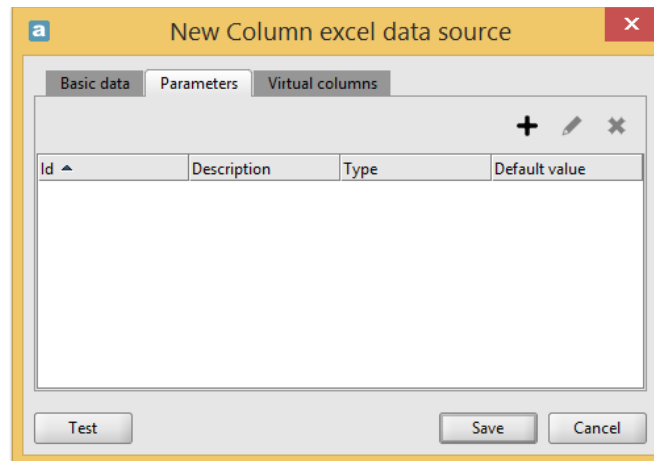 a New Column excel data source
Basic data Parameters Virtual columns
Id Description Type Default value
Test Save Cancel